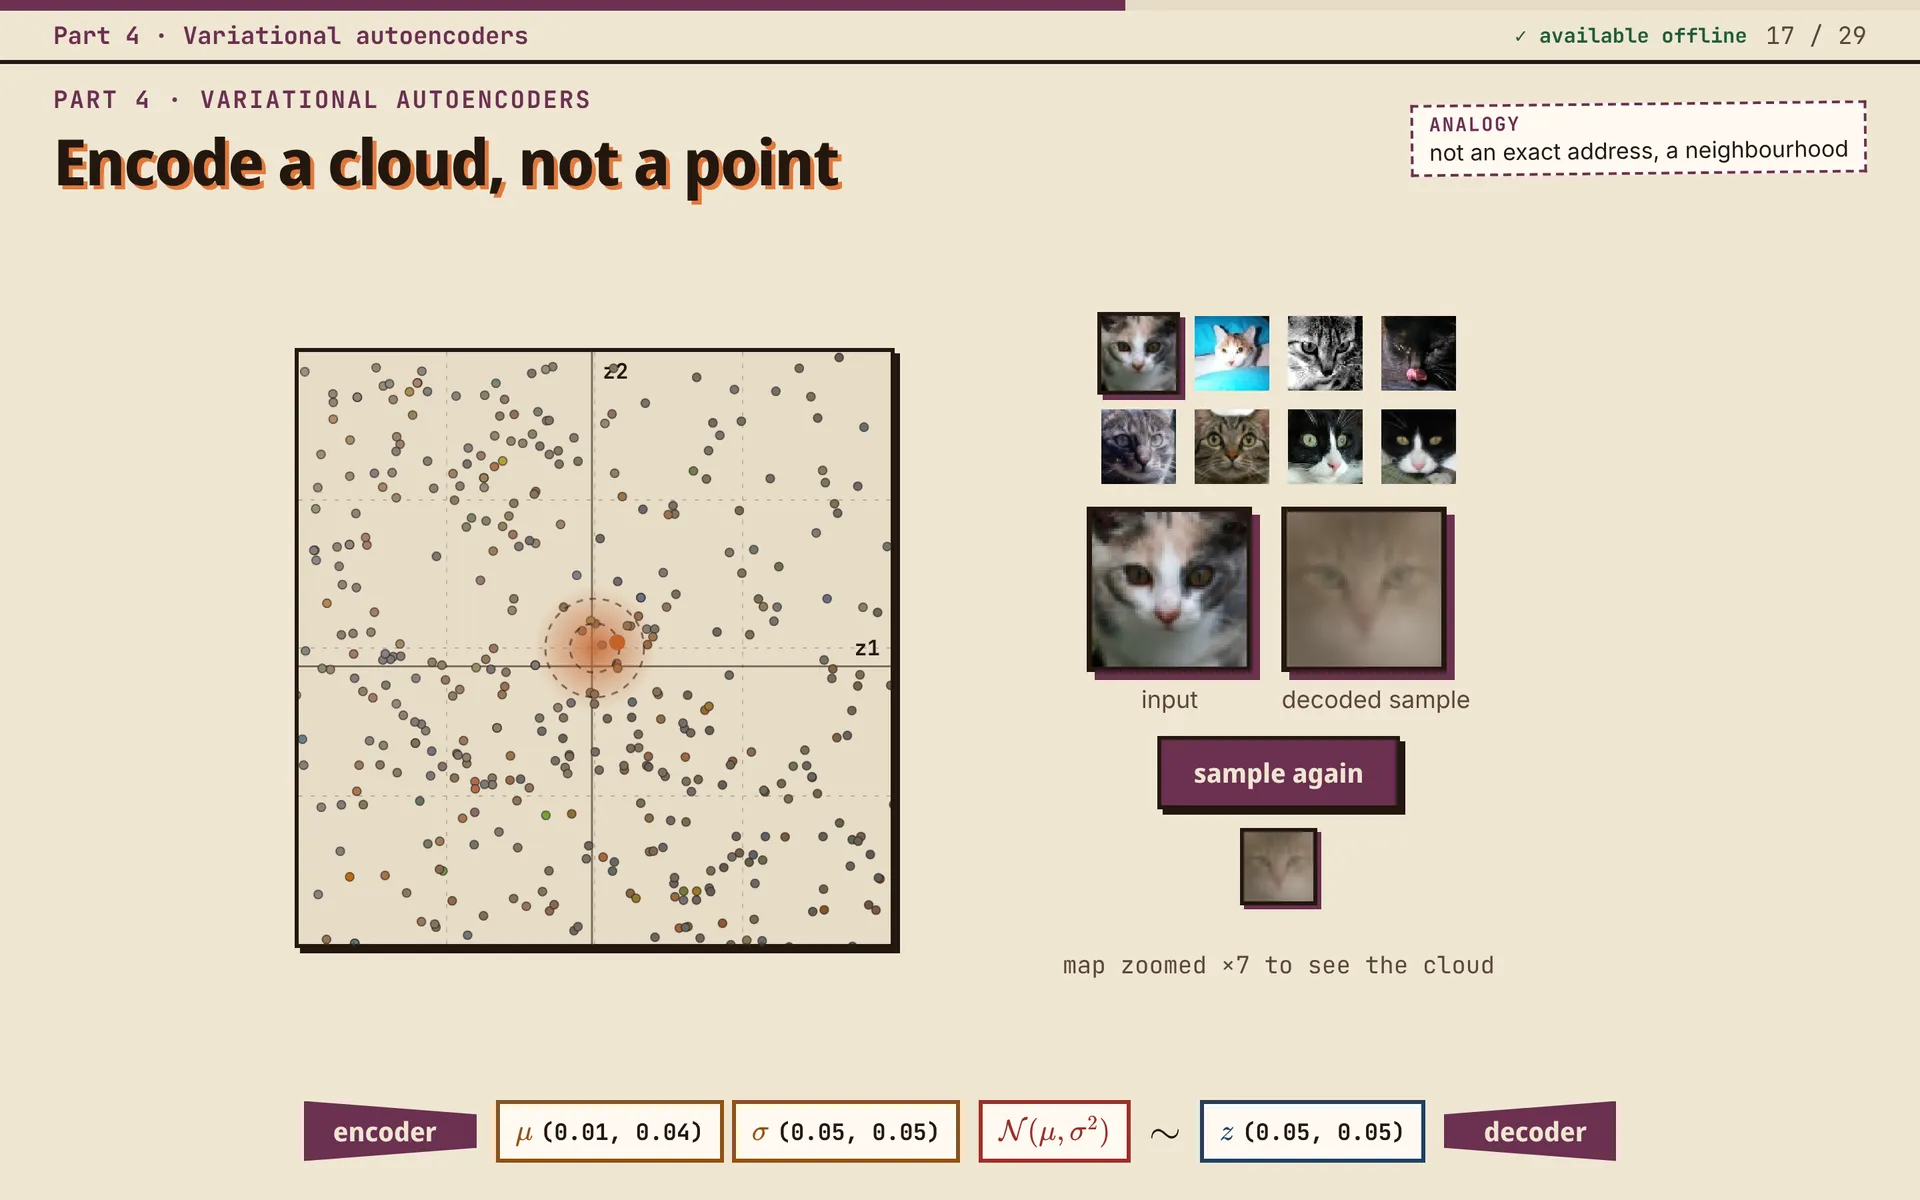 Part 4 · Variational autoencoders
✓ available offline 17 / 29
PART 4 · VARIATIONAL AUTOENCODERS
Encode a cloud, not a point
ANALOGY
not an exact address, a neighbourhood
z2
z1
input
decoded sample
sample again
map zoomed ×7 to see the cloud
encoder
μ (0.01, 0.04)
σ (0.05, 0.05)
𝒩(μ, σ²)
~
z (0.05, 0.05)
decoder